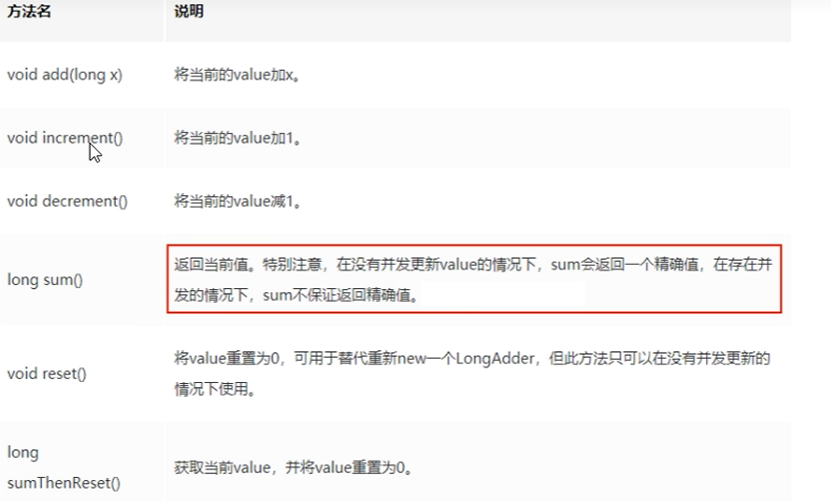 方法名 说明
void add(long x) 将当前的value加x。
void increment() 将当前的value加1。
void decrement() 将当前的value减1。
long sum() 返回当前值。特别注意，在没有并发更新value的情况下，sum会返回一个精确值，在存在并
发的情况下，sum不保证返回精确值。
void reset() 将value重置为0，可用于替代重新new一个LongAdder，但此方法只可以在没有并发更新的
情况下使用。
long
sumThenReset() 获取当前value，并将value重置为0。